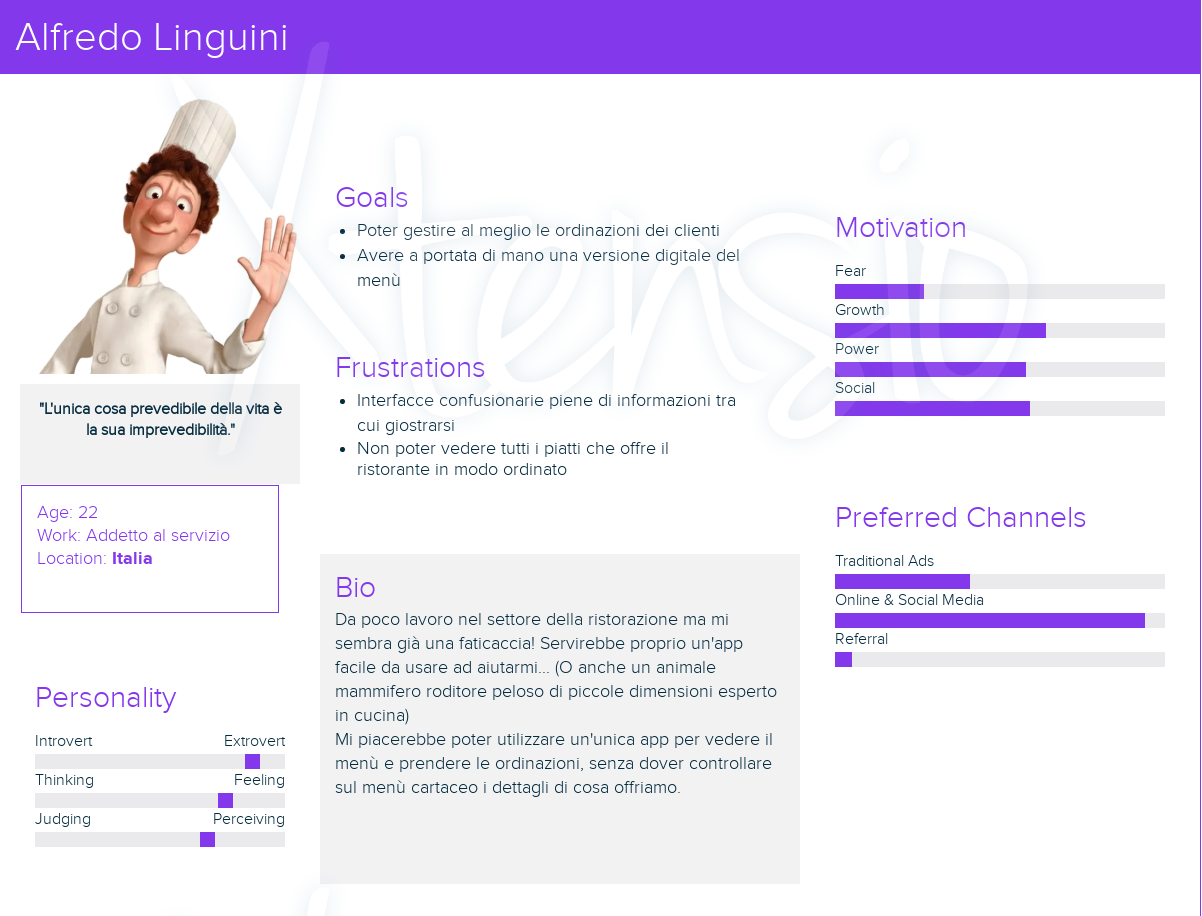 Alfredo Linguini
"L'unica cosa prevedibile della vita è
la sua imprevedibilità."
Age: 22
Work: Addetto al servizio
Location: Italia
Personality
Introvert Extrovert
Thinking Feeling
Judging Perceiving
Goals
Poter gestire al meglio le ordinazioni dei clienti
Avere a portata di mano una versione digitale del
menù
Frustrations
Interfacce confusionarie piene di informazioni tra
cui giostrarsi
Non poter vedere tutti i piatti che offre il
ristorante in modo ordinato
Bio
Da poco lavoro nel settore della ristorazione ma mi
sembra già una faticaccia! Servirebbe proprio un'app
facile da usare ad aiutarmi... (O anche un animale
mammifero roditore peloso di piccole dimensioni esperto
in cucina)
Mi piacerebbe poter utilizzare un'unica app per vedere il
menù e prendere le ordinazioni, senza dover controllare
sul menù cartaceo i dettagli di cosa offriamo.
Motivation
Fear
Growth
Power
Social
Preferred Channels
Traditional Ads
Online & Social Media
Referral
Xtensio